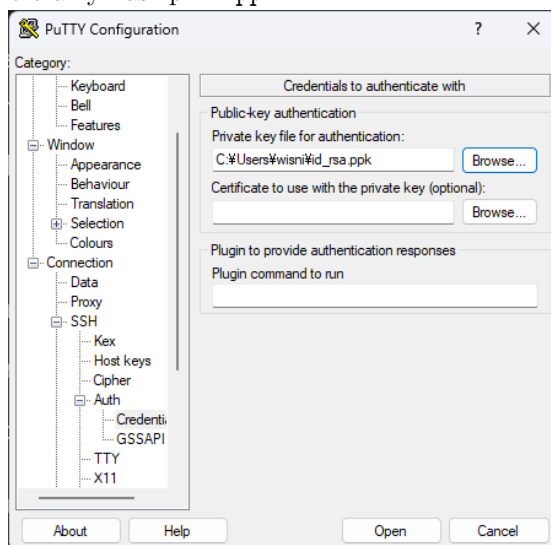 PuTTY Configuration
?
Category:
Keyboard
Bell
Features
Window
Appearance
Behaviour
Translation
Selection
Colours
Connection
Data
Proxy
SSH
Kex
Host keys
Cipher
Auth
Credenti
GSSAPI
TTY
X11
Credentials to authenticate with
Public-key authentication
Private key file for authentication:
C:¥Users¥wisni¥id_rsa.ppk Browse...
Certificate to use with the private key (optional):
Browse...
Plugin to provide authentication responses
Plugin command to run
About Help Open Cancel